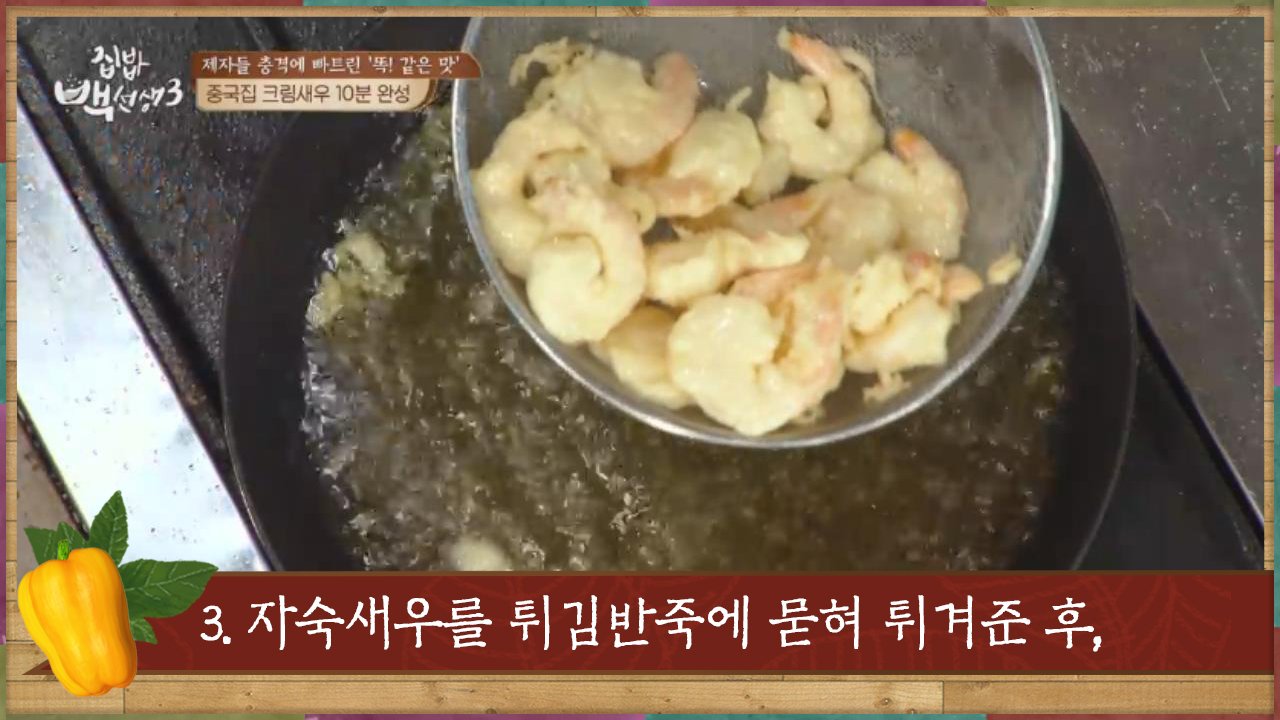 집밥
백선생3
제자들 충격에 빠트린 '똑! 같은 맛'
중국집 크림새우 10분 완성
3. 자숙새우를 튀김반죽에 묻혀 튀겨준 후,